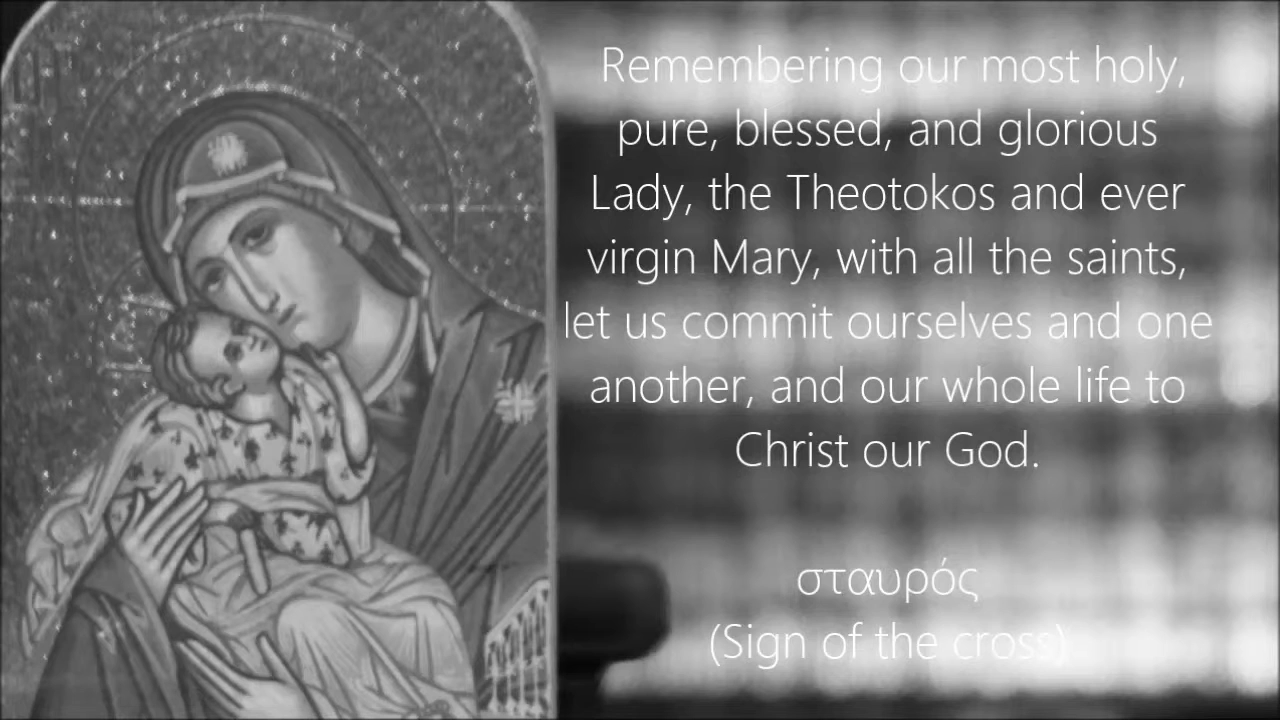 Remembering our most holy,
pure, blessed, and glorious
Lady, the Theotokos and ever
virgin Mary, with all the saints,
let us commit ourselves and one
another, and our whole life to
Christ our God.
σταυρός
(Sign of the cross)